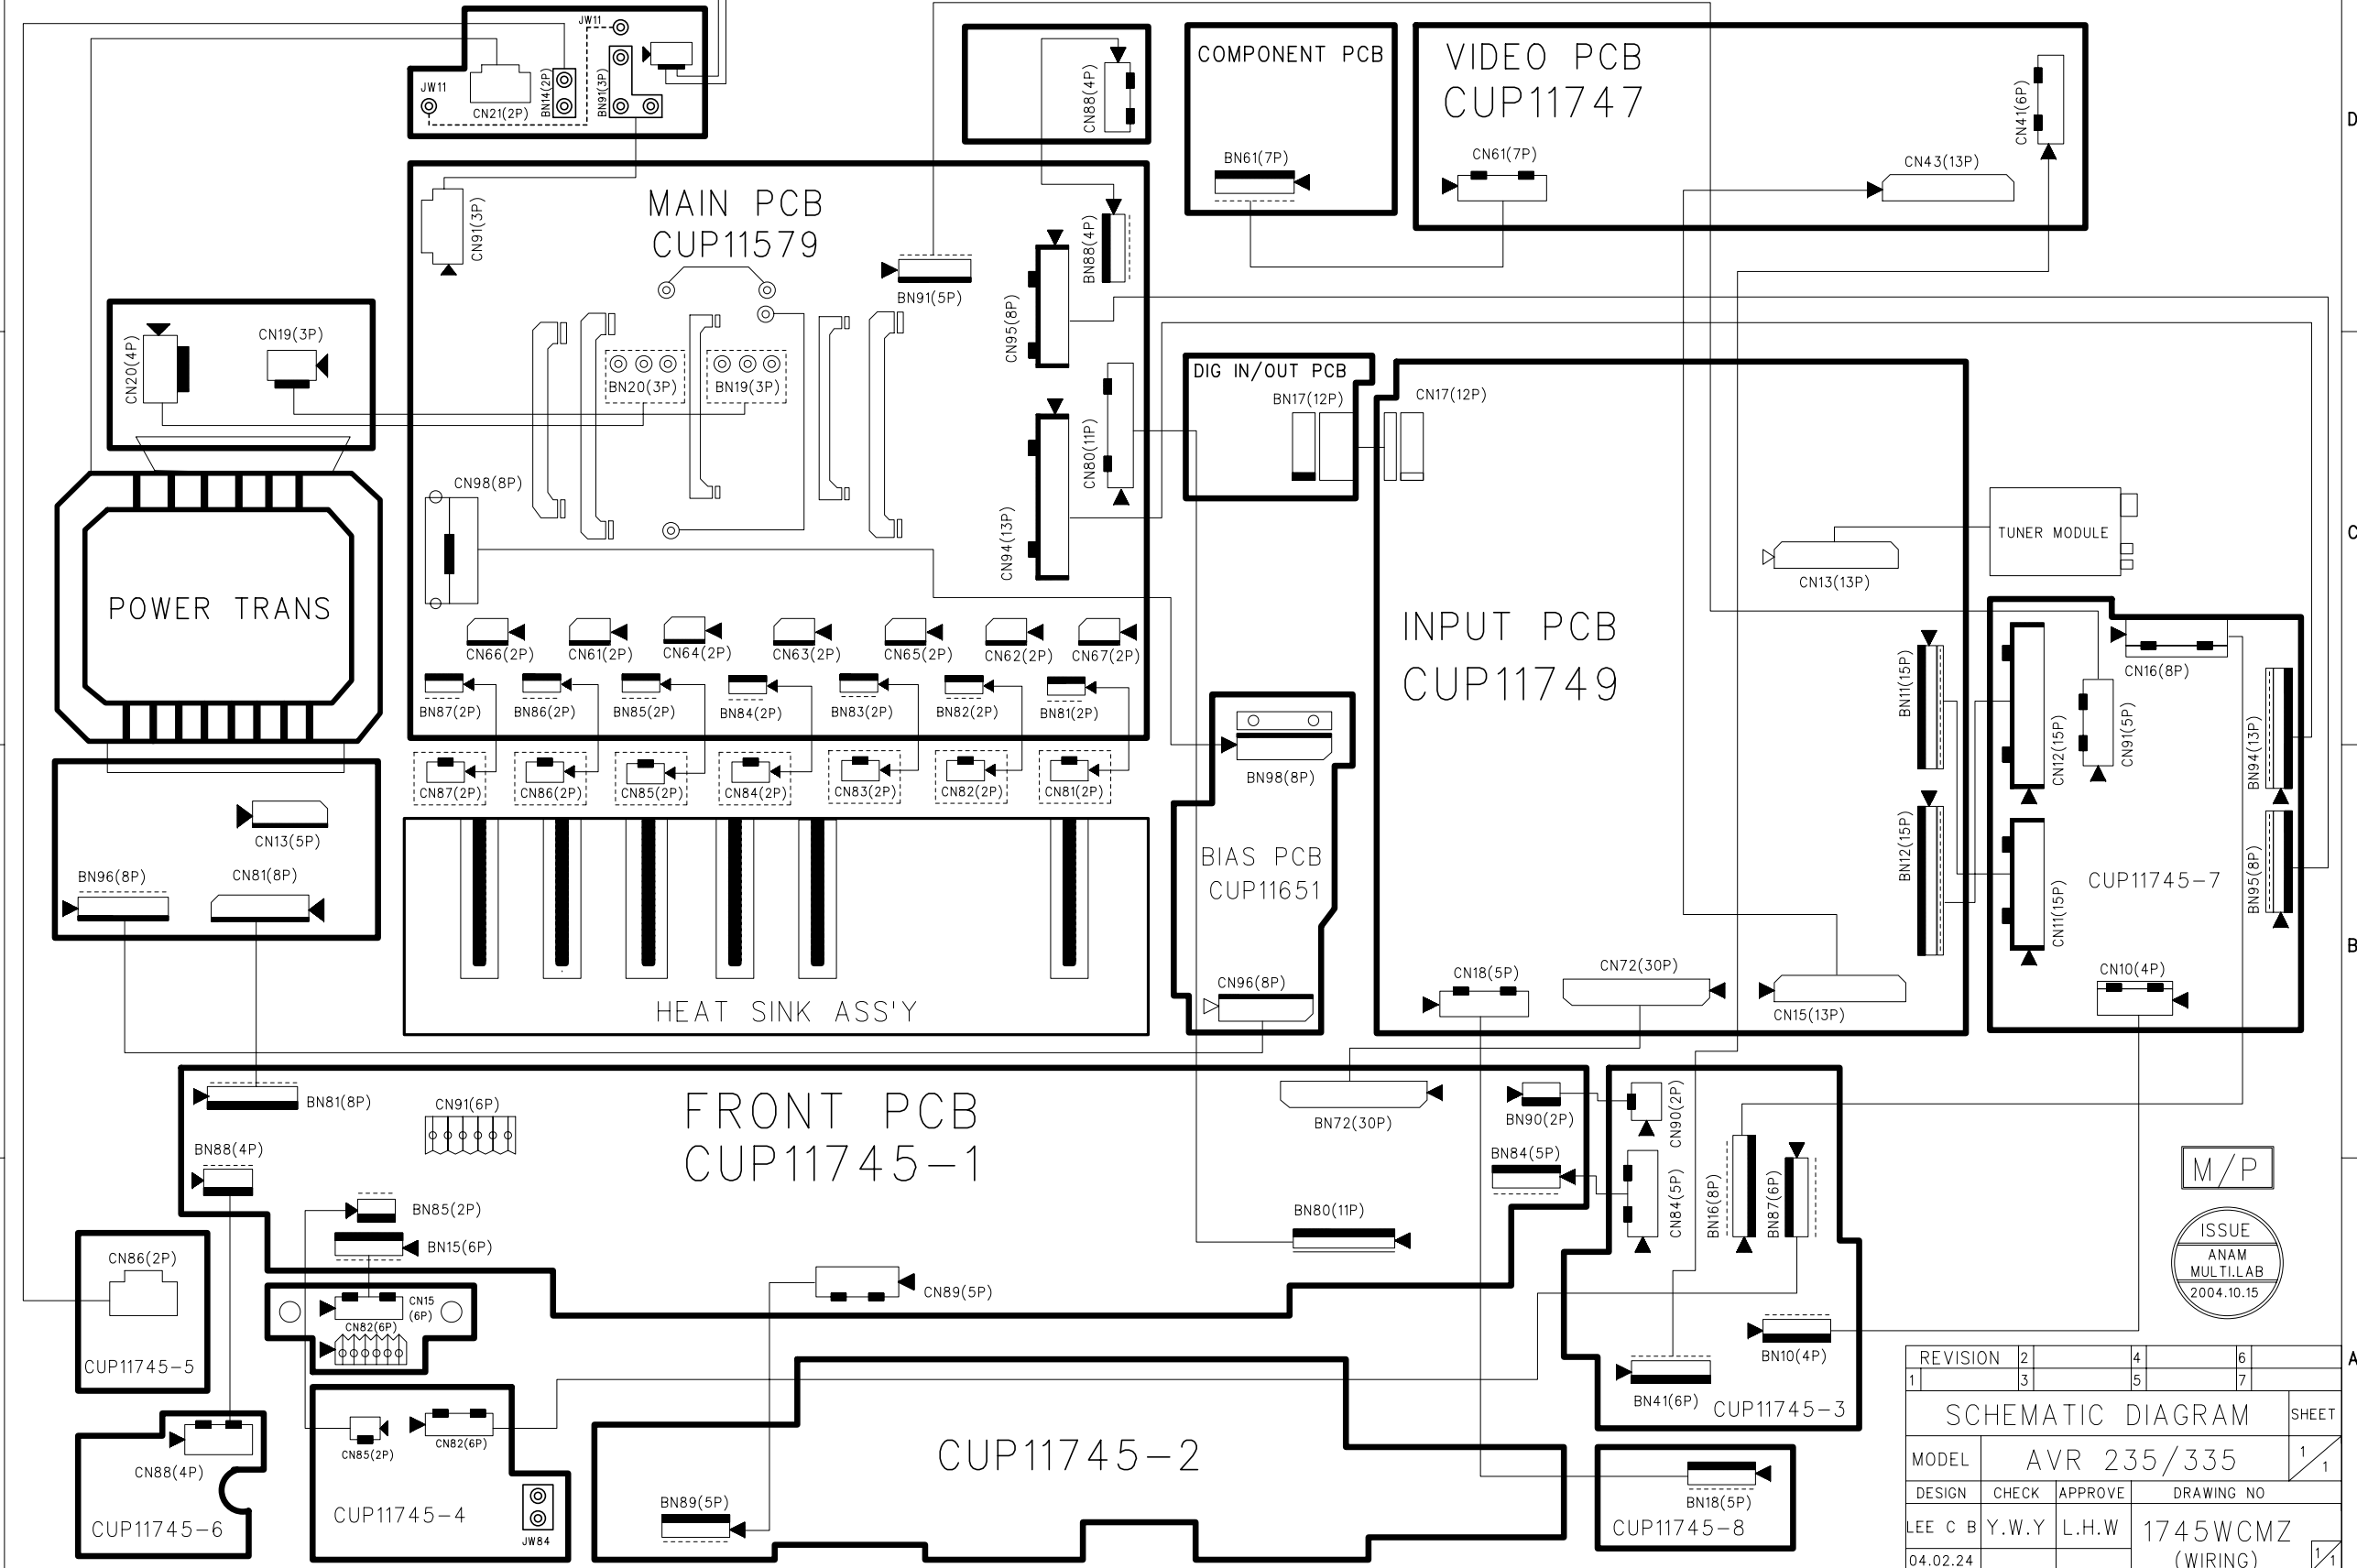 JW11
JW11
CN21(2P)
BN14(2P)
BN91(3P)
CN88(4P)
COMPONENT PCB
BN61(7P)
VIDEO PCB
CUP11747
CN61(7P)
CN43(13P)
CN41(6P)
D
MAIN PCB
CUP11579
CN91(3P)
BN91(5P)
BN88(4P)
CN95(8P)
CN20(4P)
CN19(3P)
BN20(3P)
BN19(3P)
CN80(11P)
CN94(13P)
CN98(8P)
DIG IN/OUT PCB
BN17(12P)
CN17(12P)
TUNER MODULE
CN13(13P)
C
POWER TRANS
INPUT PCB
CUP11749
CN66(2P)
CN61(2P)
CN64(2P)
CN63(2P)
CN65(2P)
CN62(2P)
CN67(2P)
BN87(2P)
BN86(2P)
BN85(2P)
BN84(2P)
BN83(2P)
BN82(2P)
BN81(2P)
CN87(2P)
CN86(2P)
CN85(2P)
CN84(2P)
CN83(2P)
CN82(2P)
CN81(2P)
BN98(8P)
BN11(15P)
CN12(15P)
CN91(5P)
CN16(8P)
BN94(13P)
CN13(5P)
BN96(8P)
CN81(8P)
BIAS PCB
CUP11651
BN12(15P)
CN11(15P)
CUP11745-7
BN95(8P)
B
HEAT SINK ASS'Y
CN96(8P)
CN18(5P)
CN72(30P)
CN15(13P)
CN10(4P)
BN81(8P)
CN91(6P)
FRONT PCB
CUP11745-1
BN72(30P)
BN90(2P)
CN90(2P)
BN88(4P)
BN84(5P)
CN84(5P)
BN16(8P)
BN87(6P)
BN85(2P)
BN15(6P)
BN80(11P)
M/P
ISSUE
ANAM
MULTI.LAB
2004.10.15
CN86(2P)
CUP11745-5
CN15
(6P)
CN82(6P)
CN89(5P)
BN10(4P)
BN41(6P)
CUP11745-3
A
CN88(4P)
CUP11745-6
CN85(2P)
CN82(6P)
CUP11745-4
JW84
CUP11745-2
BN89(5P)
BN18(5P)
CUP11745-8
REVISION 2 4 6
1 3 5 7
SCHEMATIC DIAGRAM SHEET
MODEL AVR 235/335 1/1
DESIGN CHECK APPROVE DRAWING NO
LEE C B Y.W.Y L.H.W 1745WCMZ
04.02.24 (WIRING) 1/1